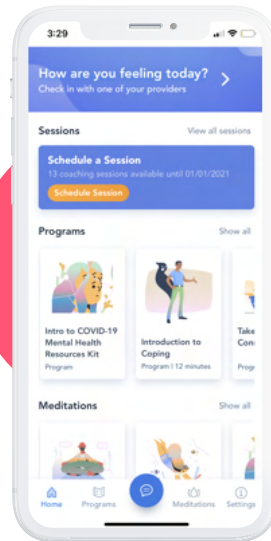 3:29
How are you feeling today?
Check in with one of your providers
Sessions
View all sessions
Schedule a Session
13 coaching sessions available until 01/01/2021
Schedule Session
Programs
Show all
Intro to COVID-19
Mental Health
Resources Kit
Program
Introduction to
Coping
Program | 12 minutes
Take
Con
Progr
Meditations
Show all
Home
Programs
Meditations
Settings